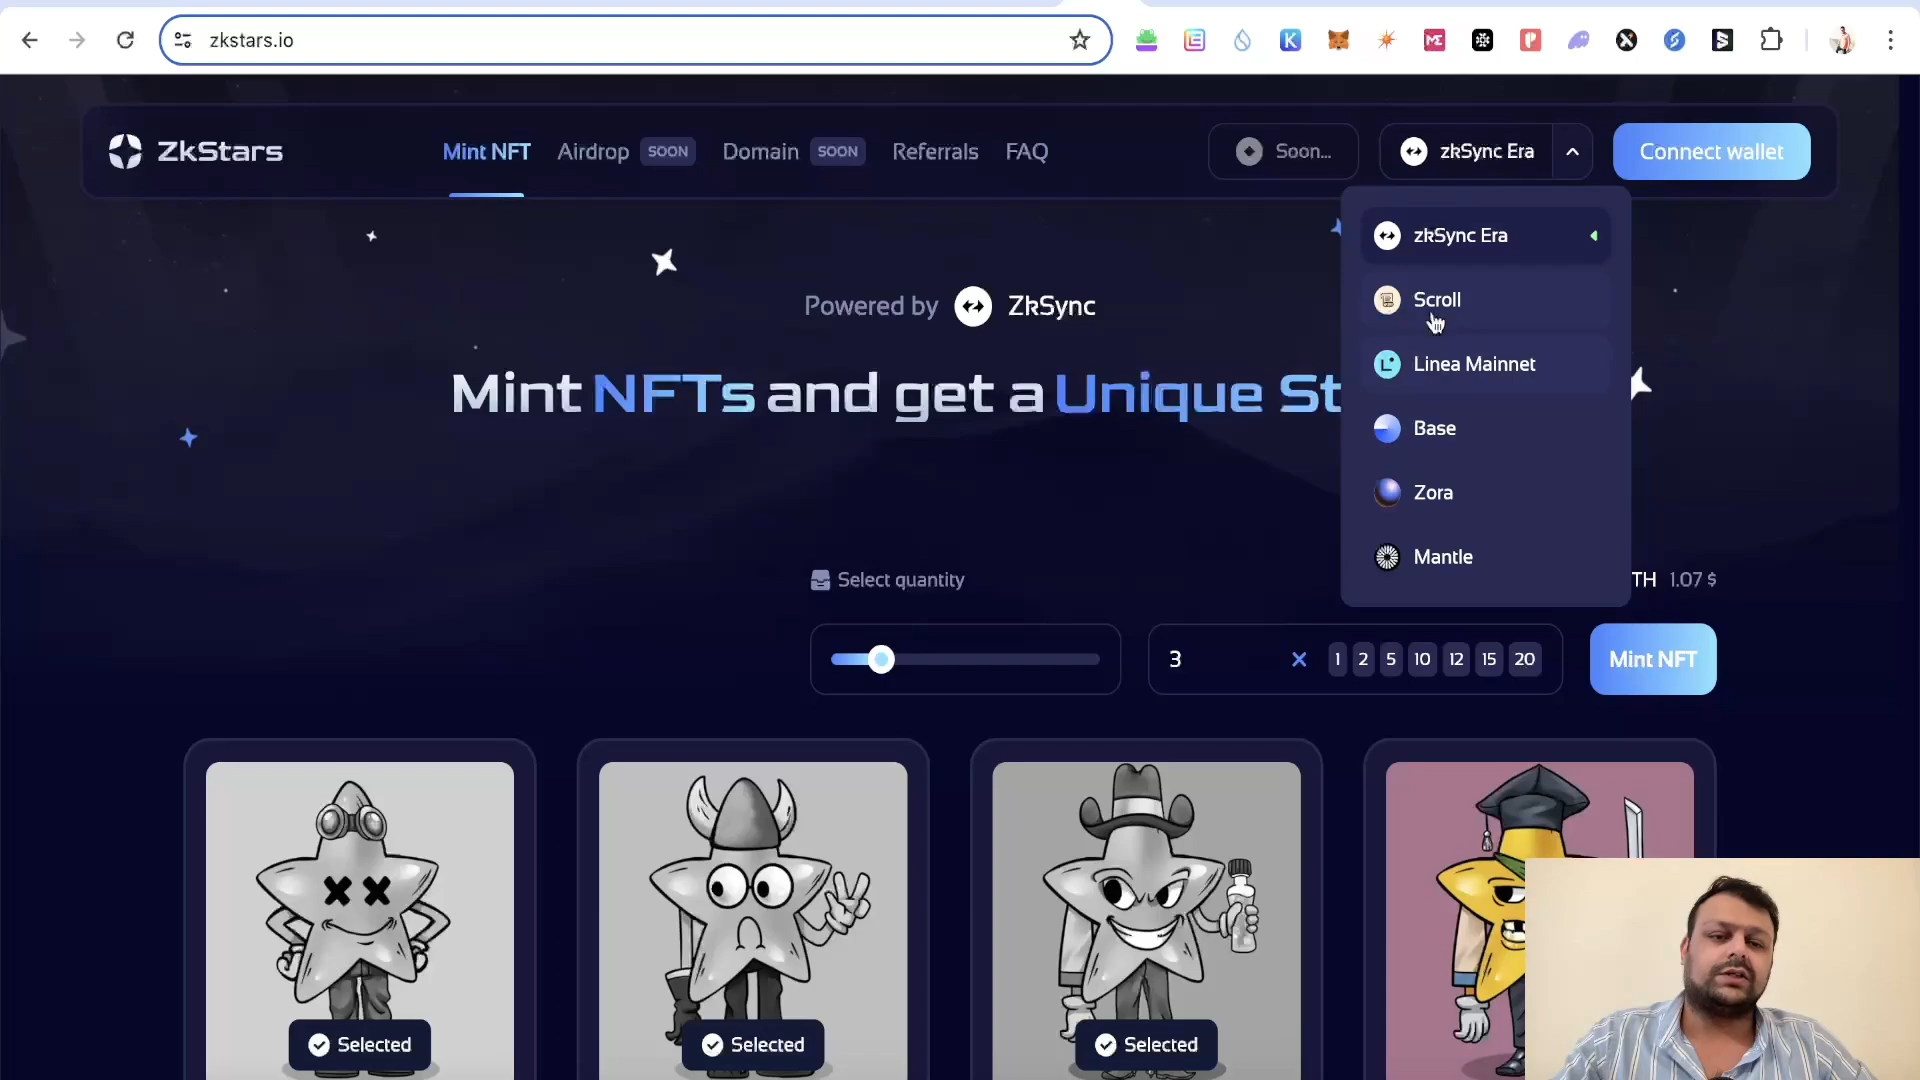 zkstars.io
ZkStars
Mint NFT
Airdrop SOON
Domain SOON
Referrals
FAQ
Soon...
zkSync Era
Connect wallet
zkSync Era
Scroll
Linea Mainnet
Base
Zora
Mantle
Powered by ZkSync
Mint NFTs and get a Unique St
Select quantity
TH 1.07 $
3
1 2 5 10 12 15 20
Mint NFT
Selected
Selected
Selected